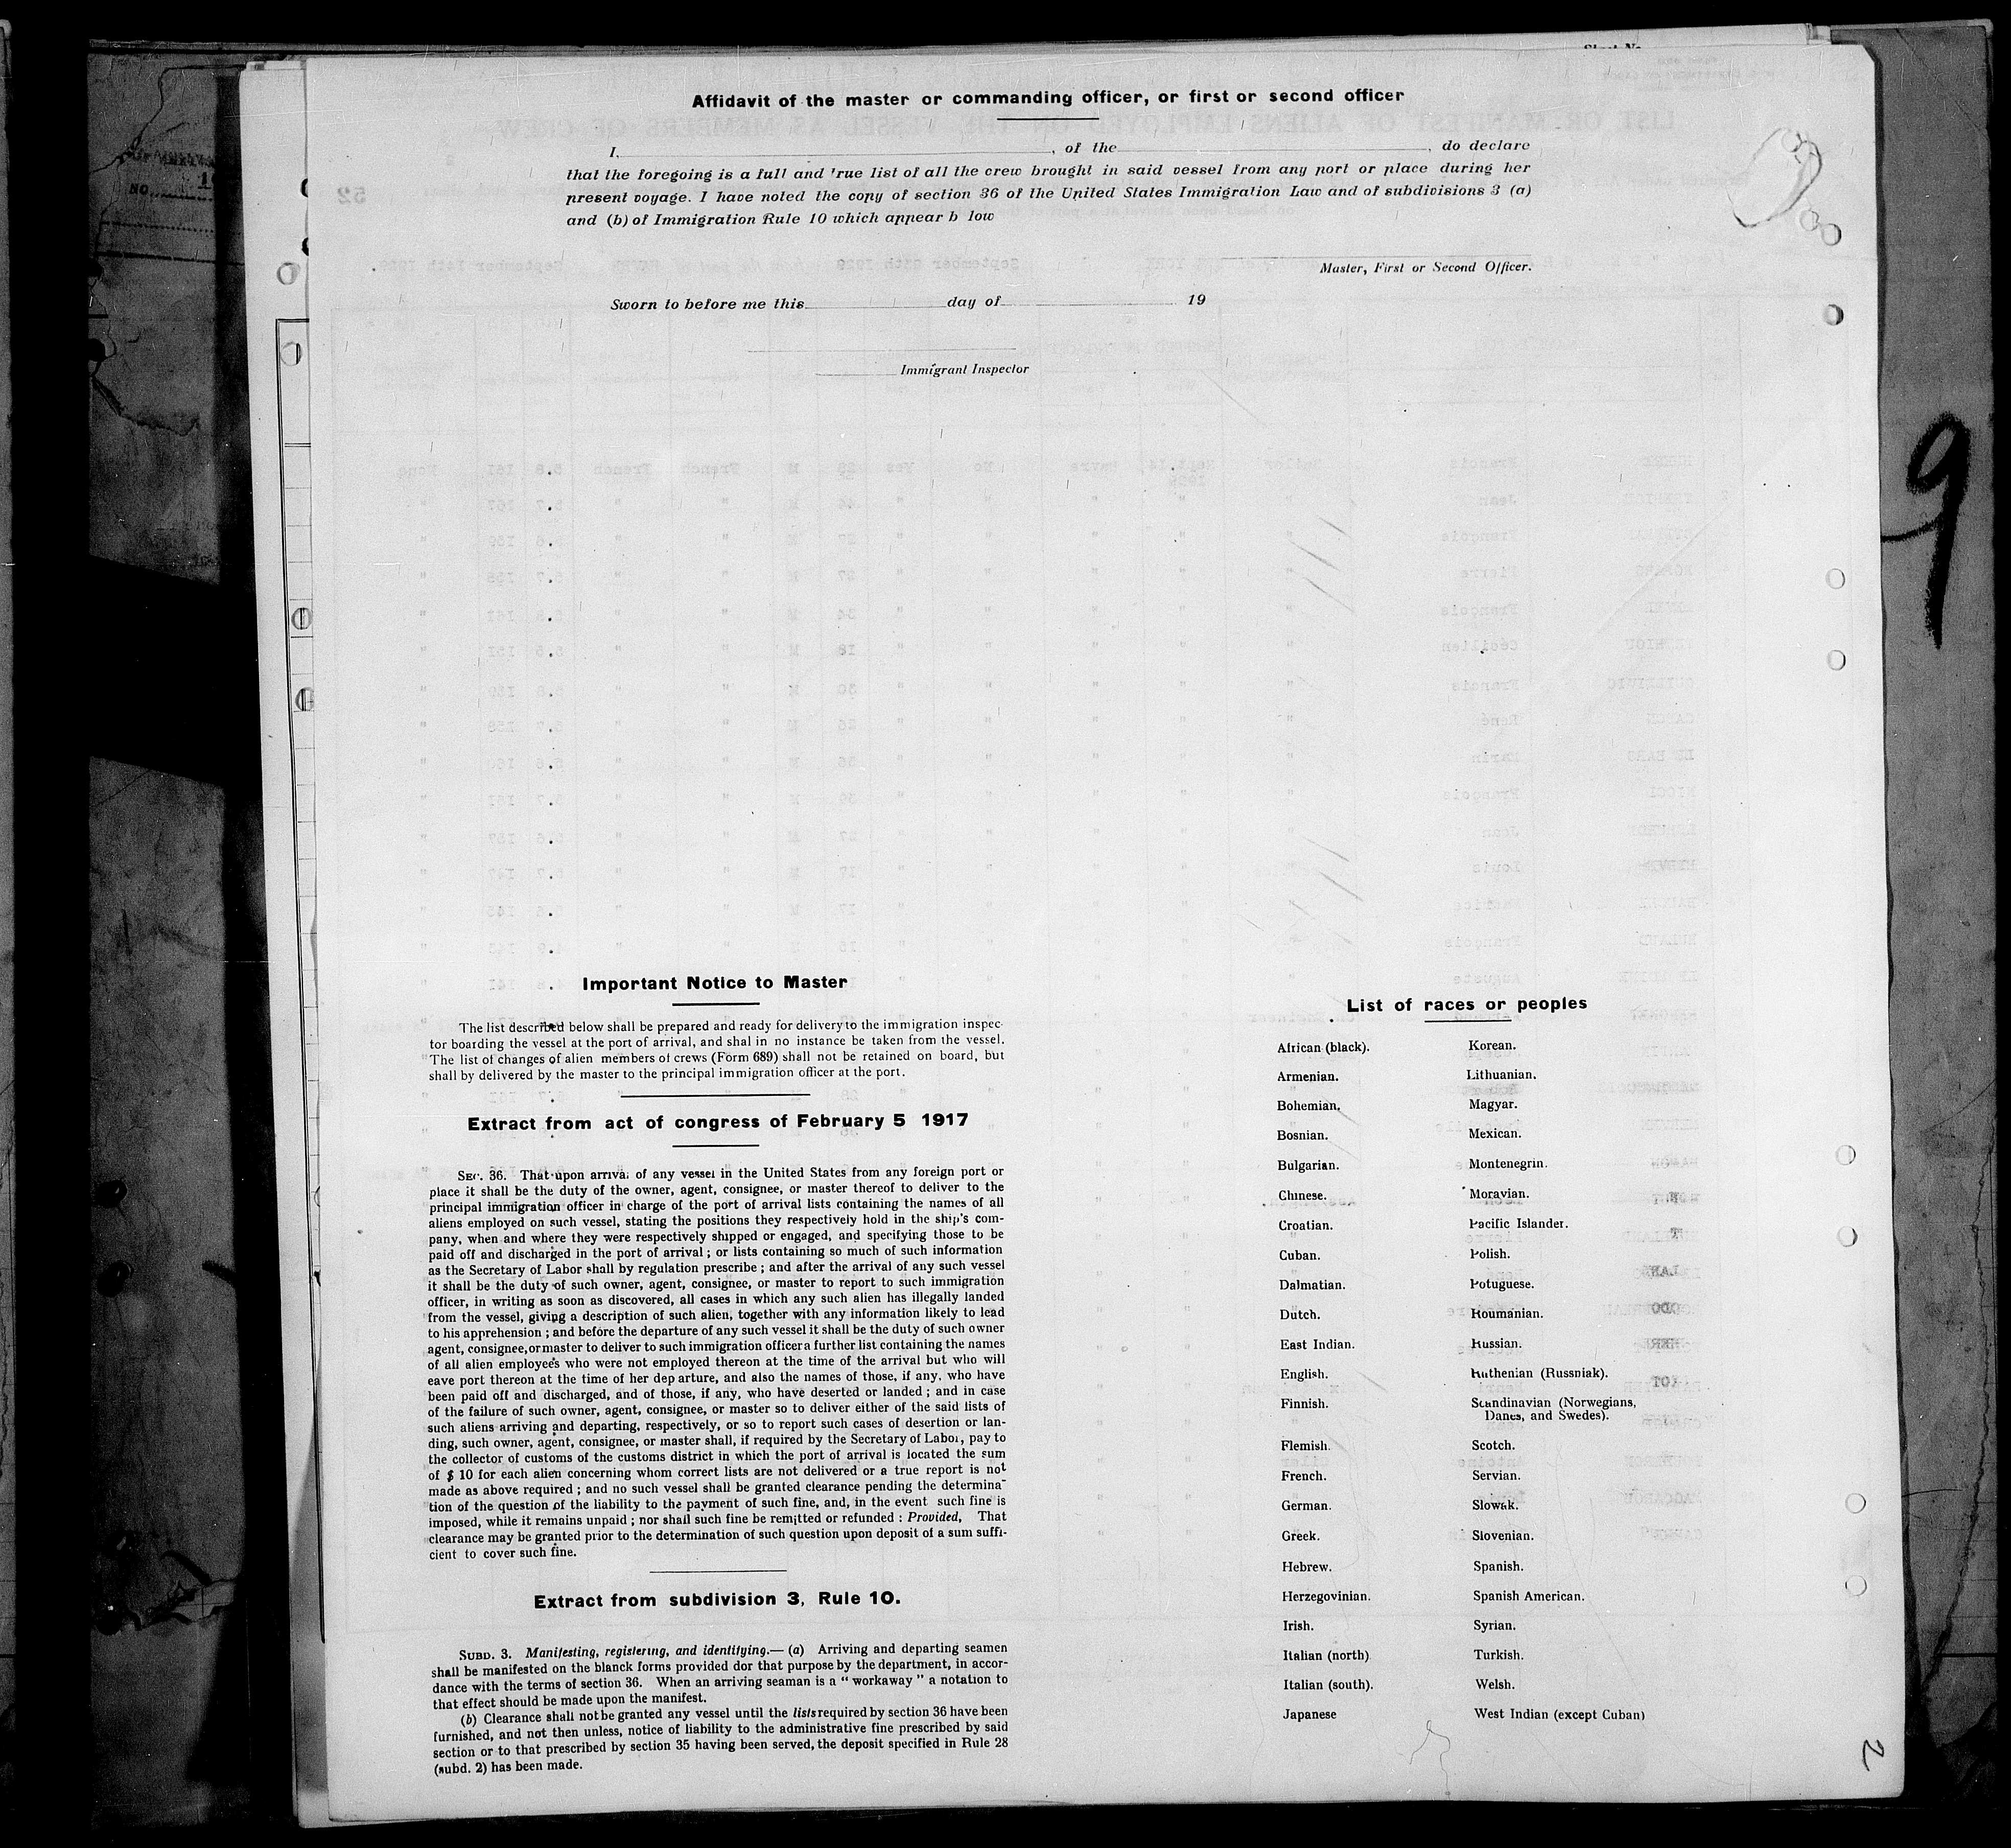 Affidavit of the master or commanding officer, or first or second officer
I, , of the , do declare
that the foregoing is a full and 'rue list of all the crew brought in said vessel from any port or place during her
present voyage. I have noted the copy of section 36 of the United States Immigration Law and of subdivisions 3 (a)
and (b) of Immigration Rule 10 which appear b low
Master, First or Second Officer.
Sworn to before me this day of 19
Immigrant Inspector
9
Important Notice to Master
The list described below shall be prepared and ready for delivery to the immigration inspec-
tor boarding the vessel at the port of arrival, and shal in no instance be taken from the vessel.
The list of changes of alien members of crews (Form 689) shall not be retained on board, but
shall by delivered by the master to the principal immigration officer at the port.
Extract from act of congress of February 5 1917
SEC. 36. That upon arrival of any vessel in the United States from any foreign port or
place it shall be the duty of the owner, agent, consignee, or master thereof to deliver to the
principal immigration officer in charge of the port of arrival lists containing the names of all
aliens employed on such vessel, stating the positions they respectively hold in the ship's com-
pany, when and where they were respectively shipped or engaged, and specifying those to be
paid off and discharged in the port of arrival ; or lists containing so much of such information
as the Secretary of Labor shall by regulation prescribe ; and after the arrival of any such vessel
it shall be the duty of such owner, agent, consignee, or master to report to such immigration
officer, in writing as soon as discovered, all cases in which any such alien has illegally landed
from the vessel, giving a description of such alien, together with any information likely to lead
to his apprehension ; and before the departure of any such vessel it shall be the duty of such owner
agent, consignee, or master to deliver to such immigration officer a further list containing the names
of all alien employees who were not employed thereon at the time of the arrival but who will
eave port thereon at the time of her dep arture, and also the names of those, if any, who have
been paid off and discharged, and of those, if any, who have deserted or landed ; and in case
of the failure of such owner, agent, consignee, or master so to deliver either of the said lists of
such aliens arriving and departing, respectively, or so to report such cases of desertion or lan-
ding, such owner, agent, consignee, or master shall, if required by the Secretary of Labor, pay to
the collector of customs of the customs district in which the port of arrival is located the sum
of $ 10 for each alien concerning whom correct lists are not delivered or a true report is not
made as above required ; and no such vessel shall be granted clearance pending the determina-
tion of the question of the liability to the payment of such fine, and, in the event such fine is
imposed, while it remains unpaid ; nor shall such fine be remitted or refunded : Provided, That
clearance may be granted prior to the determination of such question upon deposit of a sum suffi-
cient to cover such fine.
Extract from subdivision 3, Rule 10.
SUBD. 3. Manifesting, registering, and identifying.— (a) Arriving and departing seamen
shall be manifested on the blanck forms provided dor that purpose by the department, in accor-
dance with the terms of section 36. When an arriving seaman is a “ workaway ” a notation to
that effect should be made upon the manifest.
(b) Clearance shall not be granted any vessel until the lists required by section 36 have been
furnished, and not then unless, notice of liability to the administrative fine prescribed by said
section or to that prescribed by section 35 having been served, the deposit specified in Rule 28
(subd. 2) has been made.
List of races or peoples
African (black). Korean.
Armenian. Lithuanian.
Bohemian. Magyar.
Bosnian. Mexican.
Bulgarian. Montenegrin.
Chinese. Moravian.
Croatian. Pacific Islander.
Cuban. Polish.
Dalmatian. Potuguese.
Dutch. Roumanian.
East Indian. Russian.
English. Ruthenian (Russniak).
Finnish. Scandinavian (Norwegians,
Danes, and Swedes).
Flemish. Scotch.
French. Servian.
German. Slowak.
Greek. Slovenian.
Hebrew. Spanish.
Herzegovinian. Spanish American.
Irish. Syrian.
Italian (north) Turkish.
Italian (south). Welsh.
Japanese West Indian (except Cuban)
2